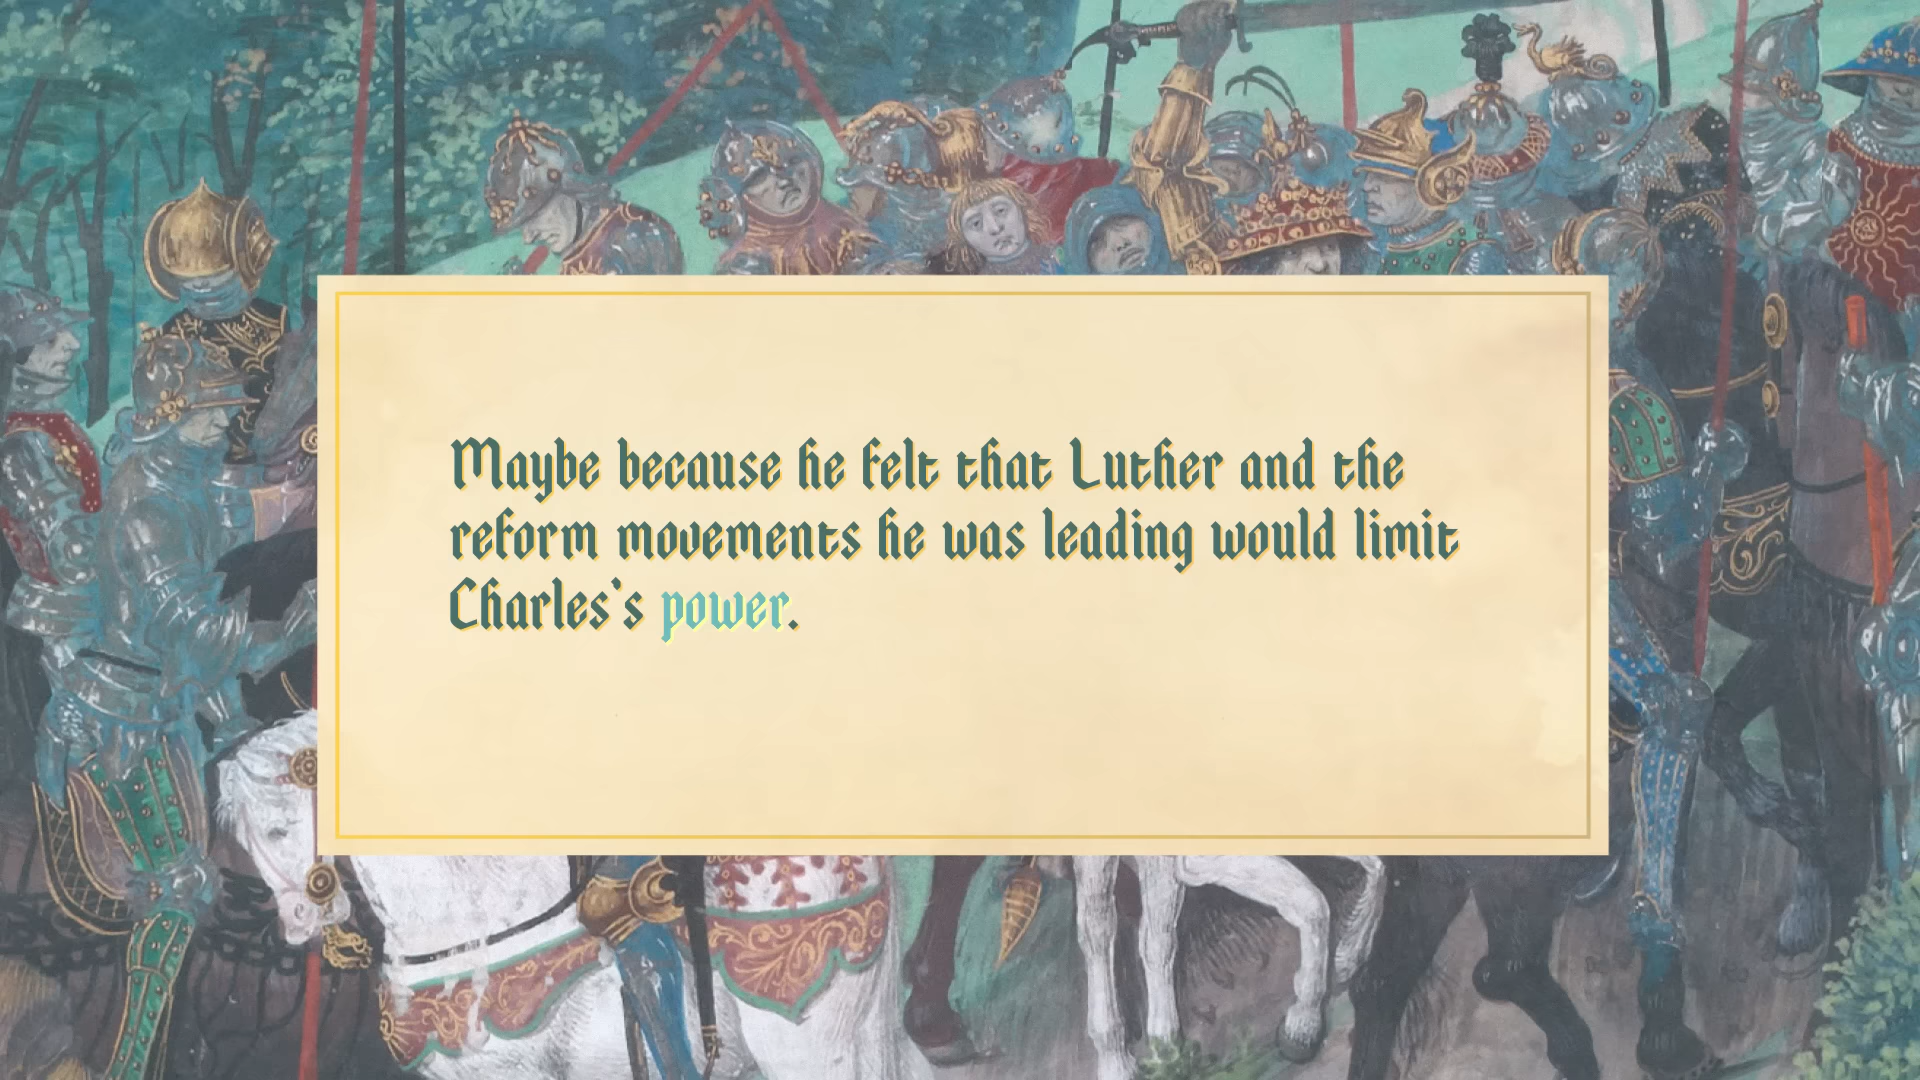 Maybe because he felt that Luther and the
reform movements he was leading would limit
Charles's power.